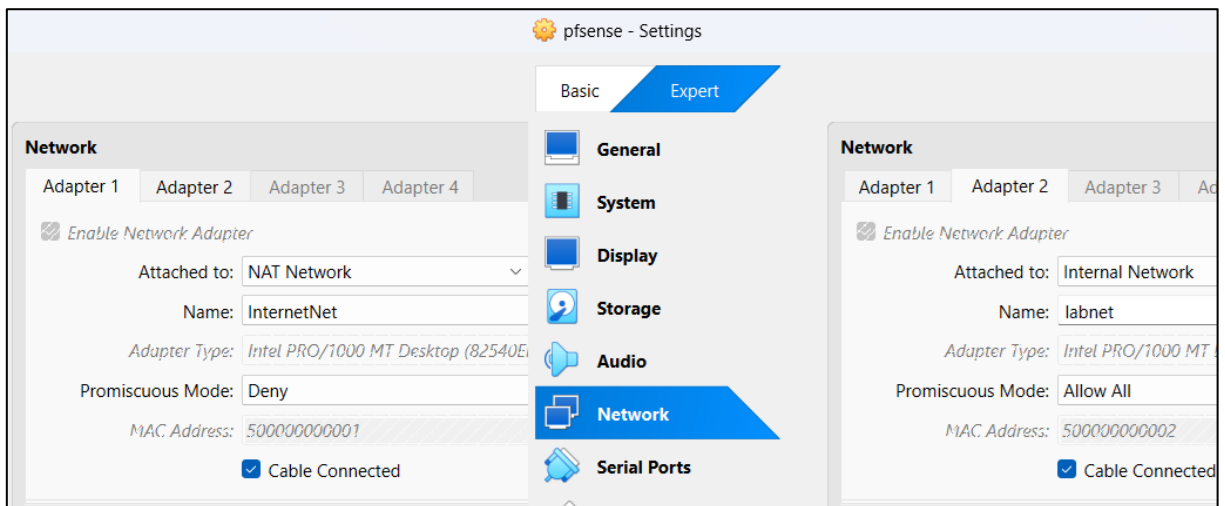 pfsense - Settings
Basic Expert
Network
Adapter 1 Adapter 2 Adapter 3 Adapter 4
Enable Network Adapter
Attached to: NAT Network
Name: InternetNet
Adapter Type: Intel PRO/1000 MT Desktop (82540E
Promiscuous Mode: Deny
MAC Address: 500000000001
Cable Connected
General
System
Display
Storage
Audio
Network
Serial Ports
Network
Adapter 1 Adapter 2 Adapter 3 Ad
Enable Network Adapter
Attached to: Internal Network
Name: labnet
Adapter Type: Intel PRO/1000 MT
Promiscuous Mode: Allow All
MAC Address: 500000000002
Cable Connected